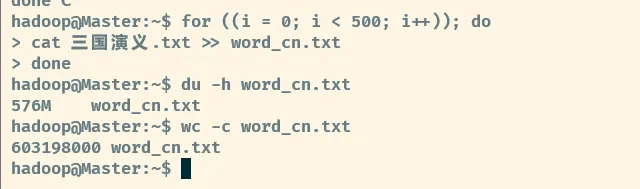 done C
hadoop@Master:~$ for ((i = 0; i < 500; i++)); do
> cat 三国演义.txt >> word_cn.txt
> done
hadoop@Master:~$ du -h word_cn.txt
576M    word_cn.txt
hadoop@Master:~$ wc -c word_cn.txt
603198000 word_cn.txt
hadoop@Master:~$